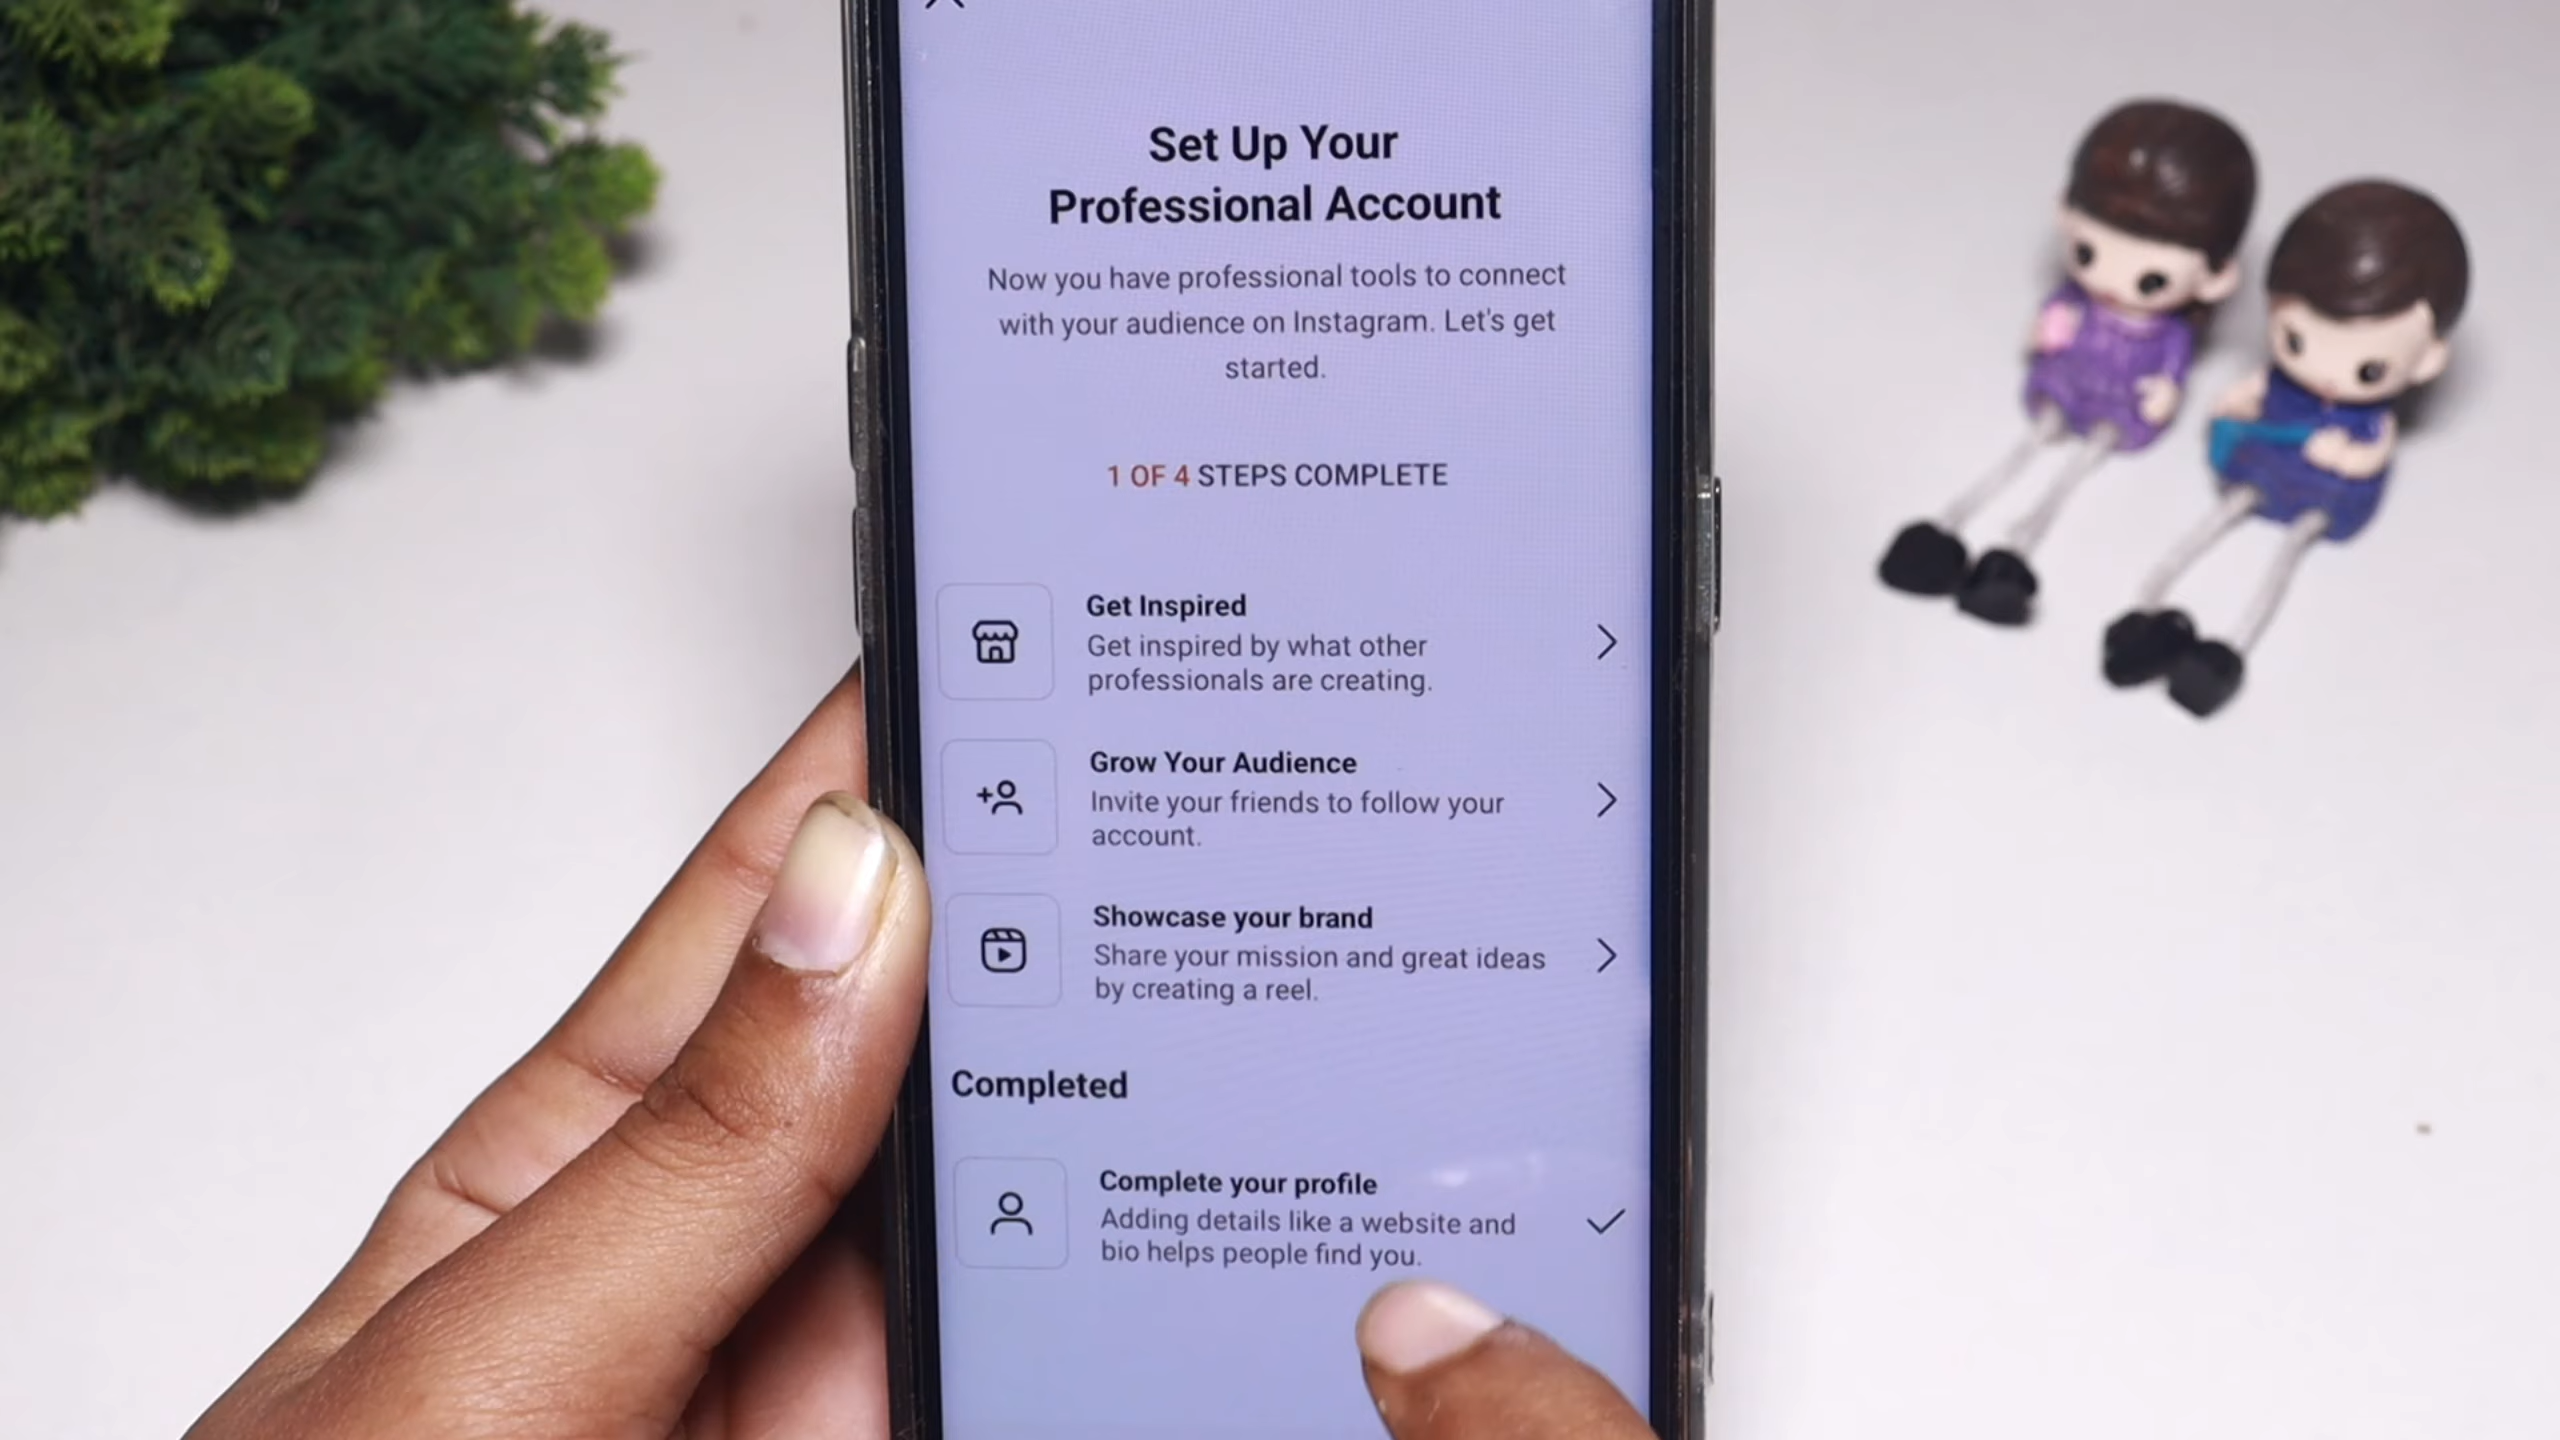 Set Up Your
Professional Account
Now you have professional tools to connect
with your audience on Instagram. Let's get
started.
1 OF 4 STEPS COMPLETE
Get Inspired
Get inspired by what other
professionals are creating.
Grow Your Audience
Invite your friends to follow your
account.
Showcase your brand
Share your mission and great ideas
by creating a reel.
Completed
Complete your profile
Adding details like a website and
bio helps people find you.